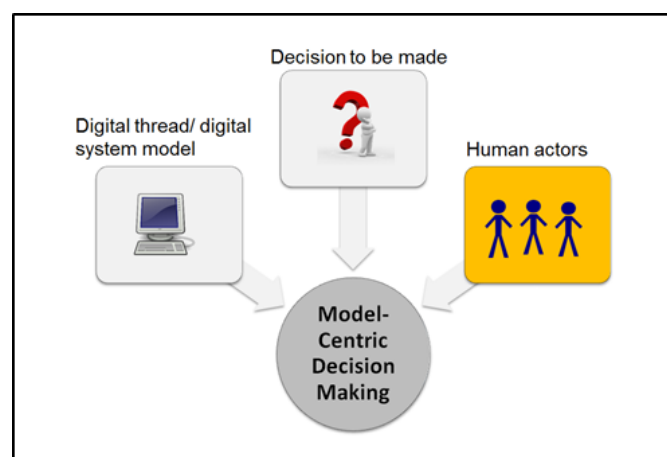 Decision to be made
Digital thread/ digital
system model
Human actors
Model-
Centric
Decision
Making